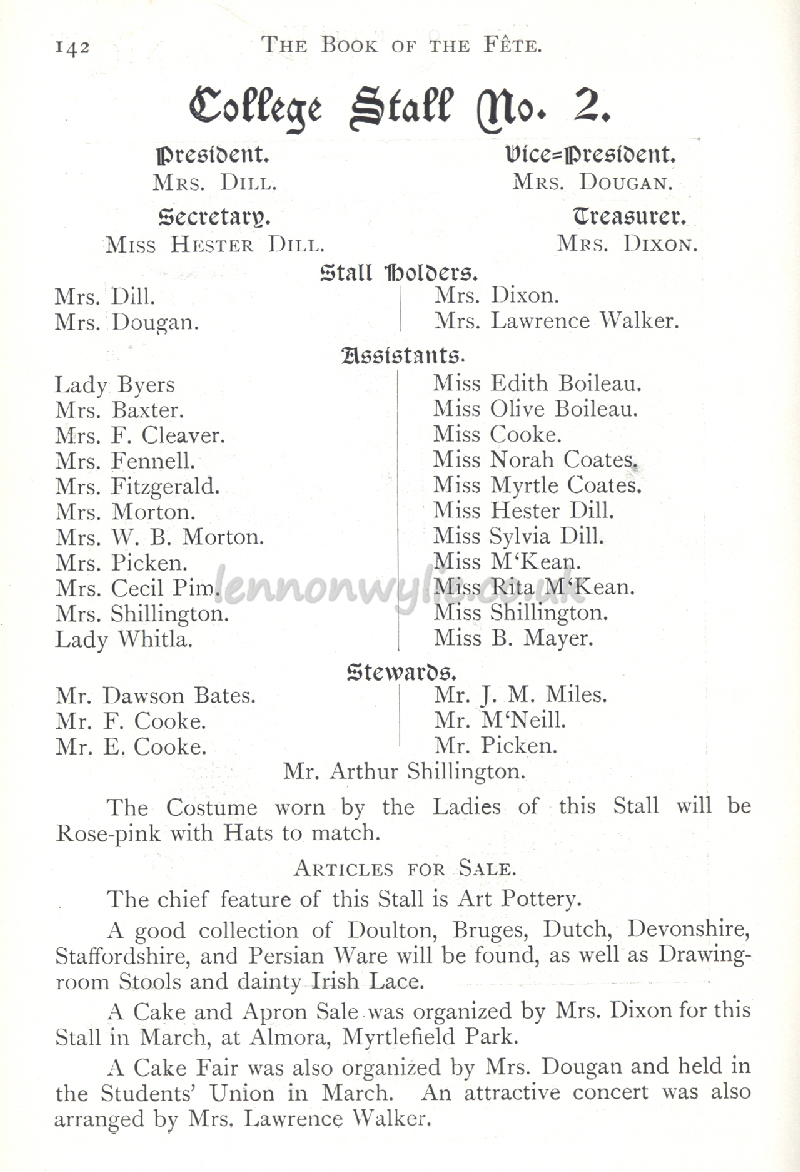 142 THE BOOK OF THE FÊTE.
College Stall No. 2.
President. Vice=President.
MRS. DILL. MRS. DOUGAN.
Secretary. Treasurer.
MISS HESTER DILL. MRS. DIXON.
Stall Holders.
Mrs. Dill. Mrs. Dixon.
Mrs. Dougan. Mrs. Lawrence Walker.
Assistants.
Lady Byers Miss Edith Boileau.
Mrs. Baxter. Miss Olive Boileau.
Mrs. F. Cleaver. Miss Cooke.
Mrs. Fennell. Miss Norah Coates.
Mrs. Fitzgerald. Miss Myrtle Coates.
Mrs. Morton. Miss Hester Dill.
Mrs. W. B. Morton. Miss Sylvia Dill.
Mrs. Picken. Miss M‘Kean.
Mrs. Cecil Pim. Miss Rita M‘Kean.
lennonwylie.co.uk
Mrs. Shillington. Miss Shillington.
Lady Whitla. Miss B. Mayer.
Stewards.
Mr. Dawson Bates. Mr. J. M. Miles.
Mr. F. Cooke. Mr. M‘Neill.
Mr. E. Cooke. Mr. Picken.
Mr. Arthur Shillington.
The Costume worn by the Ladies of this Stall will be
Rose-pink with Hats to match.
ARTICLES FOR SALE.
The chief feature of this Stall is Art Pottery.
A good collection of Doulton, Bruges, Dutch, Devonshire,
Staffordshire, and Persian Ware will be found, as well as Drawing-
room Stools and dainty Irish Lace.
A Cake and Apron Sale was organized by Mrs. Dixon for this
Stall in March, at Almora, Myrtlefield Park.
A Cake Fair was also organized by Mrs. Dougan and held in
the Students’ Union in March. An attractive concert was also
arranged by Mrs. Lawrence Walker.